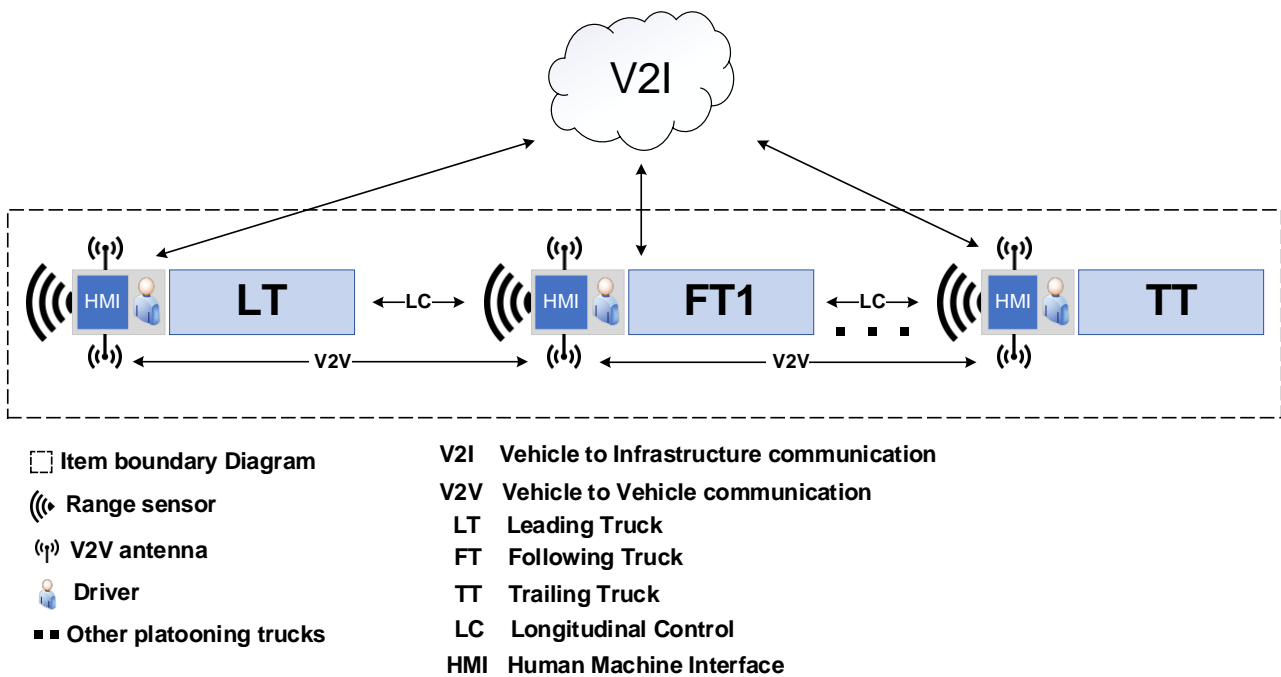 V2I
HMI
LT
LC
HMI
FT1
LC
HMI
TT
V2V
V2V
Item boundary Diagram
Range sensor
V2V antenna
Driver
Other platooning trucks
V2I Vehicle to Infrastructure communication
V2V Vehicle to Vehicle communication
LT Leading Truck
FT Following Truck
TT Trailing Truck
LC Longitudinal Control
HMI Human Machine Interface